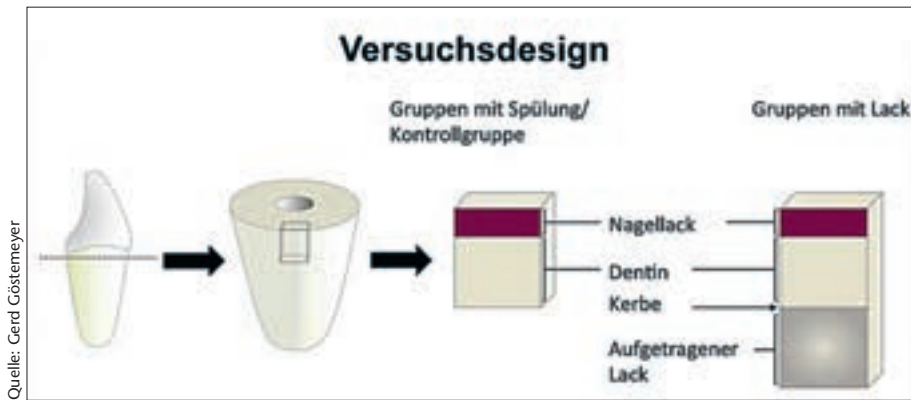 Versuchsdesign
Gruppen mit Spülung/
Kontrollgruppe
Gruppen mit Lack
Nagellack
Dentin
Kerbe
Aufgetragener
Lack
Quelle: Gerd Göstemeyer